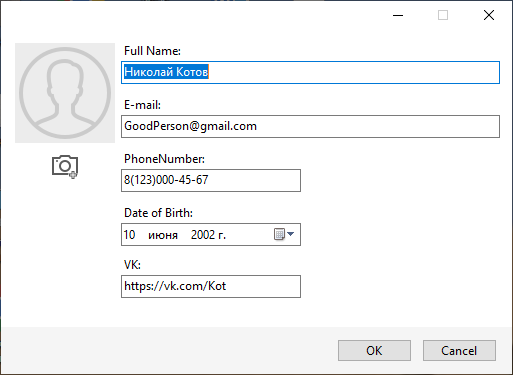 Full Name:
Николай Котов
E-mail:
GoodPerson@gmail.com
PhoneNumber:
8(123)000-45-67
Date of Birth:
10 июня 2002 г.
VK:
https://vk.com/Kot
OK Cancel